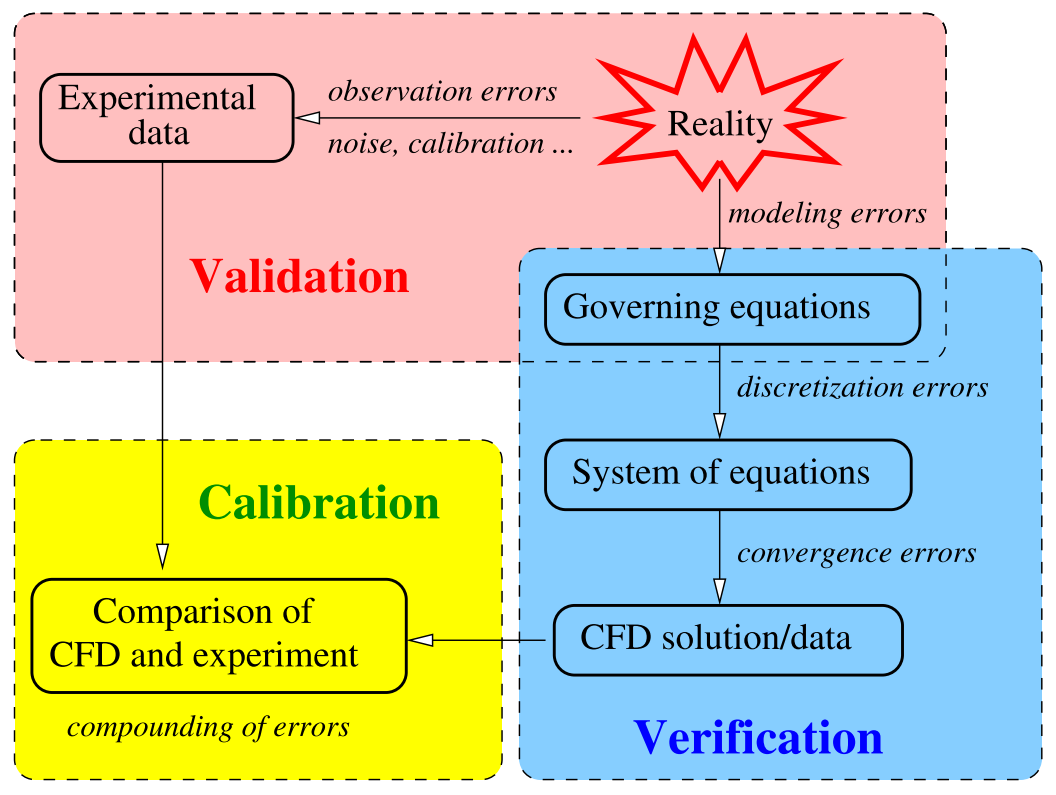 Experimental
data
observation errors
noise, calibration ...
Reality
modeling errors
Validation
Governing equations
discretization errors
System of equations
Calibration
convergence errors
Comparison of
CFD and experiment
CFD solution/data
compounding of errors
Verification